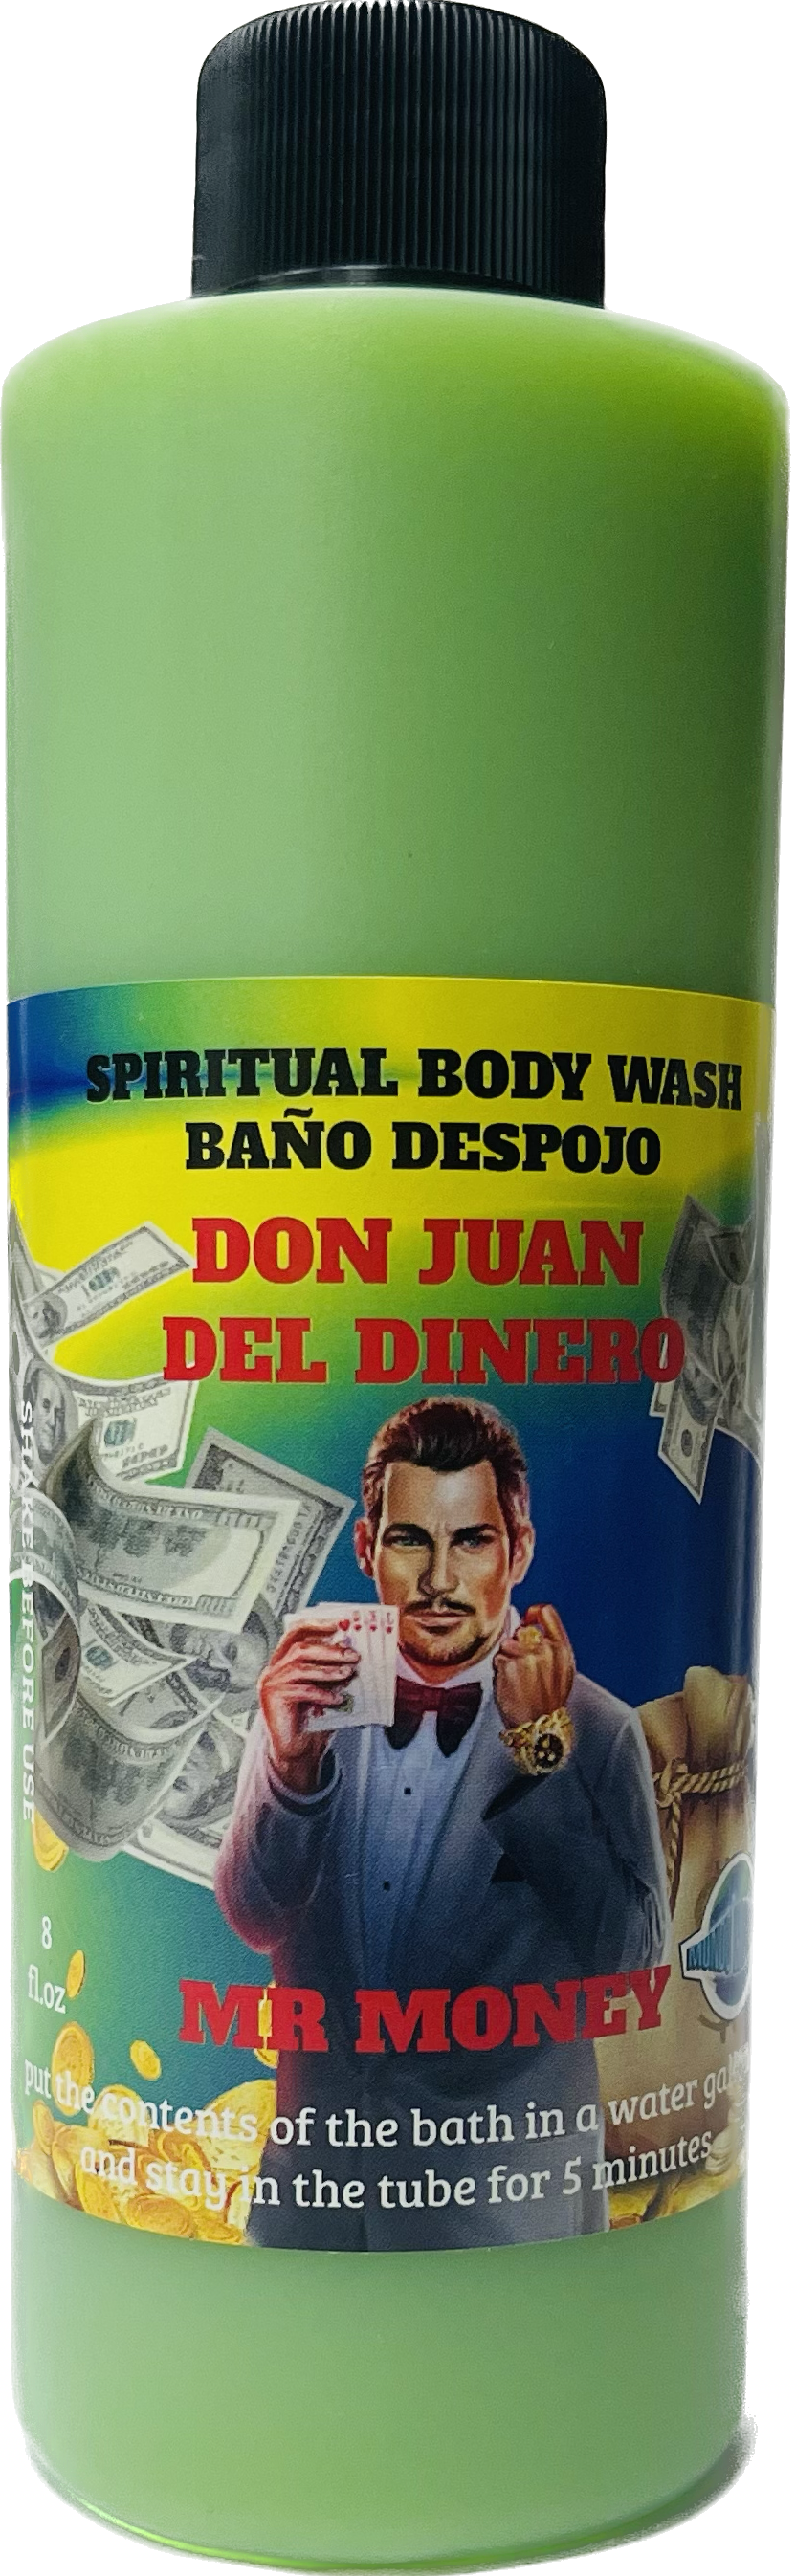 SPIRITUAL BODY WASH
BAÑO DESPOJO
DON JUAN
DEL DINERO
SHAKE BEFORE USE
8
fl.oz
MR MONEY
put the contents of the bath in a water
and stay in the tube for 5 minutes